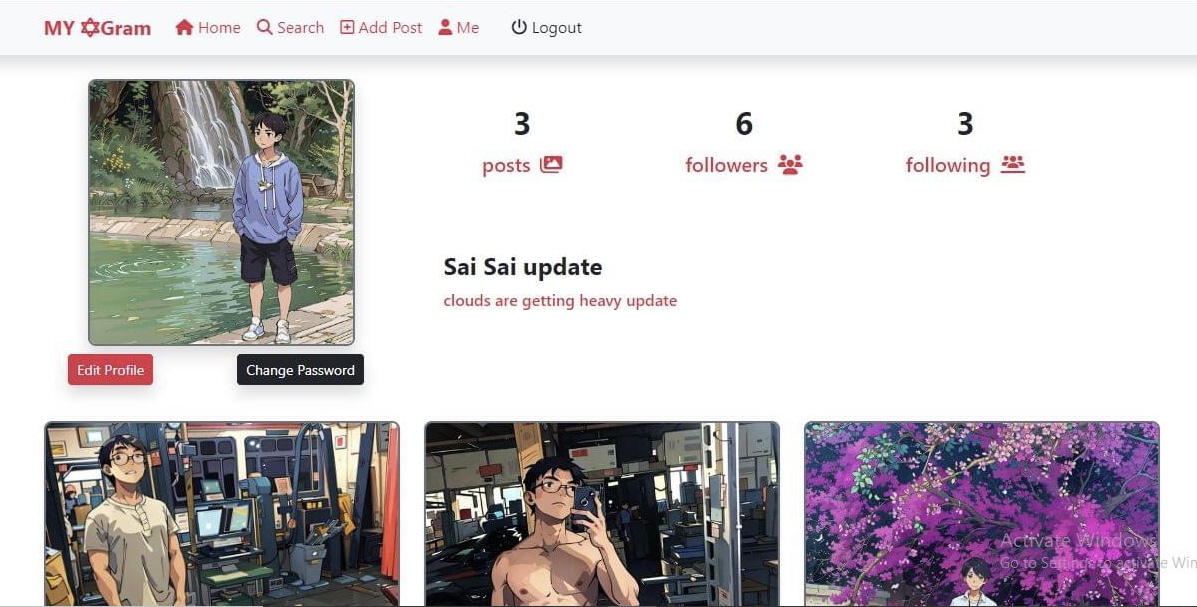 MY Gram Home Search Add Post Me Logout
3 6 3
posts followers following
Sai Sai update
clouds are getting heavy update
Edit Profile Change Password
Activate Windows
Go to Settings to activate Win